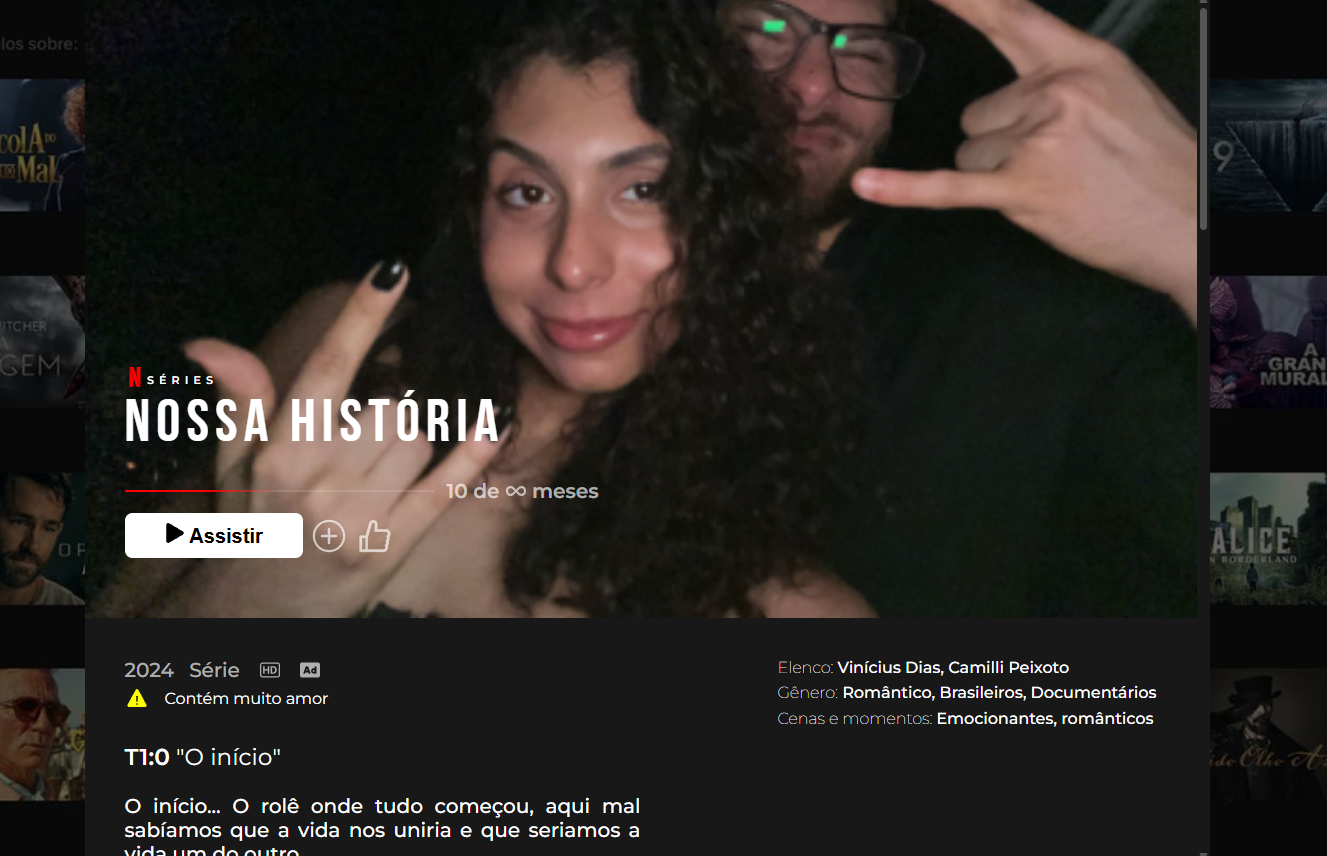 los sobre:
colA DO
E DO MaL
ITCHER
A
GEM
9
A
GRAN
MURAL
ALICE
N BORDERLAND
N SÉRIES
NOSSA HISTÓRIA
10 de ∞ meses
Assistir
2024 Série HD Ad
Contém muito amor
Elenco: Vinícius Dias, Camilli Peixoto
Gênero: Romântico, Brasileiros, Documentários
Cenas e momentos: Emocionantes, românticos
T1:0 "O início"
O início... O rolê onde tudo começou, aqui mal
sabíamos que a vida nos uniria e que seriamos a
vida um do outro